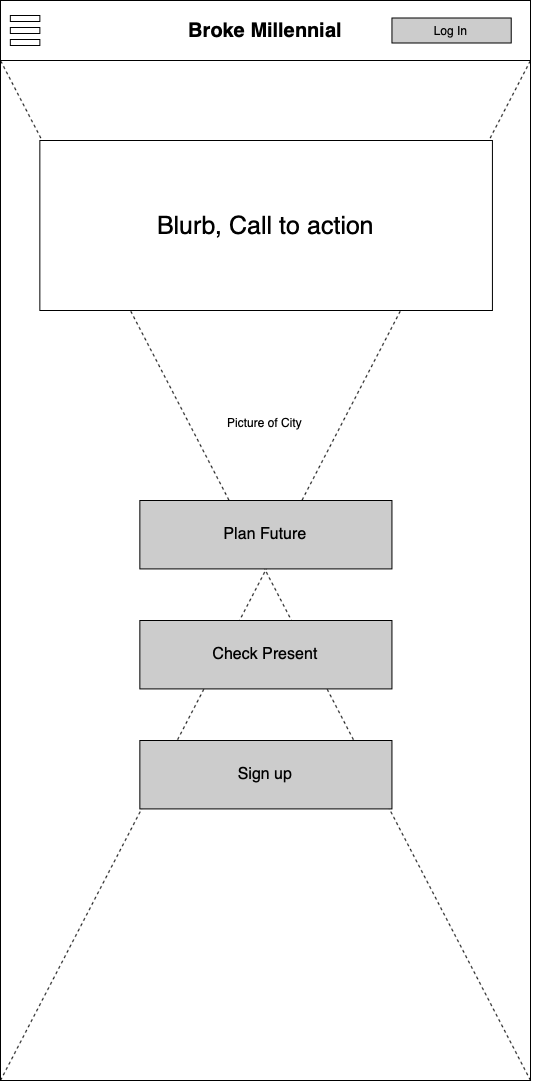 Broke Millennial
Log In
Blurb, Call to action
Picture of City
Plan Future
Check Present
Sign up